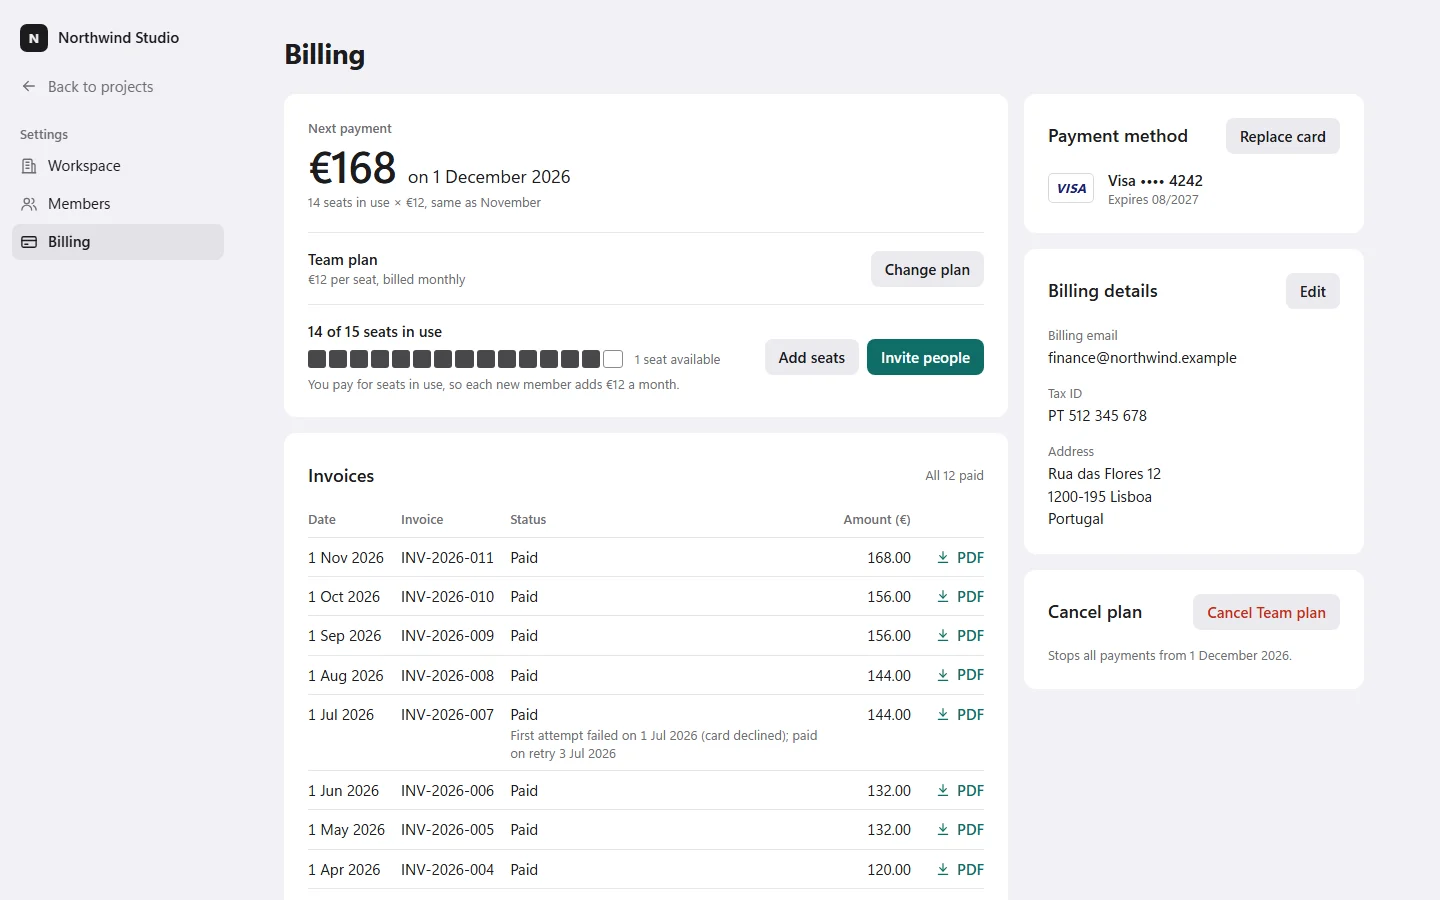 N Northwind Studio
Back to projects
Settings
Workspace
Members
Billing
Billing
Next payment
€168 on 1 December 2026
14 seats in use × €12, same as November
Team plan
€12 per seat, billed monthly
Change plan
14 of 15 seats in use
1 seat available
You pay for seats in use, so each new member adds €12 a month.
Add seats
Invite people
Invoices
All 12 paid
Date Invoice Status Amount (€)
1 Nov 2026 INV-2026-011 Paid 168.00 PDF
1 Oct 2026 INV-2026-010 Paid 156.00 PDF
1 Sep 2026 INV-2026-009 Paid 156.00 PDF
1 Aug 2026 INV-2026-008 Paid 144.00 PDF
1 Jul 2026 INV-2026-007 Paid 144.00 PDF
First attempt failed on 1 Jul 2026 (card declined); paid
on retry 3 Jul 2026
1 Jun 2026 INV-2026-006 Paid 132.00 PDF
1 May 2026 INV-2026-005 Paid 132.00 PDF
1 Apr 2026 INV-2026-004 Paid 120.00 PDF
Payment method
Replace card
VISA
Visa •••• 4242
Expires 08/2027
Billing details
Edit
Billing email
finance@northwind.example
Tax ID
PT 512 345 678
Address
Rua das Flores 12
1200-195 Lisboa
Portugal
Cancel plan
Cancel Team plan
Stops all payments from 1 December 2026.